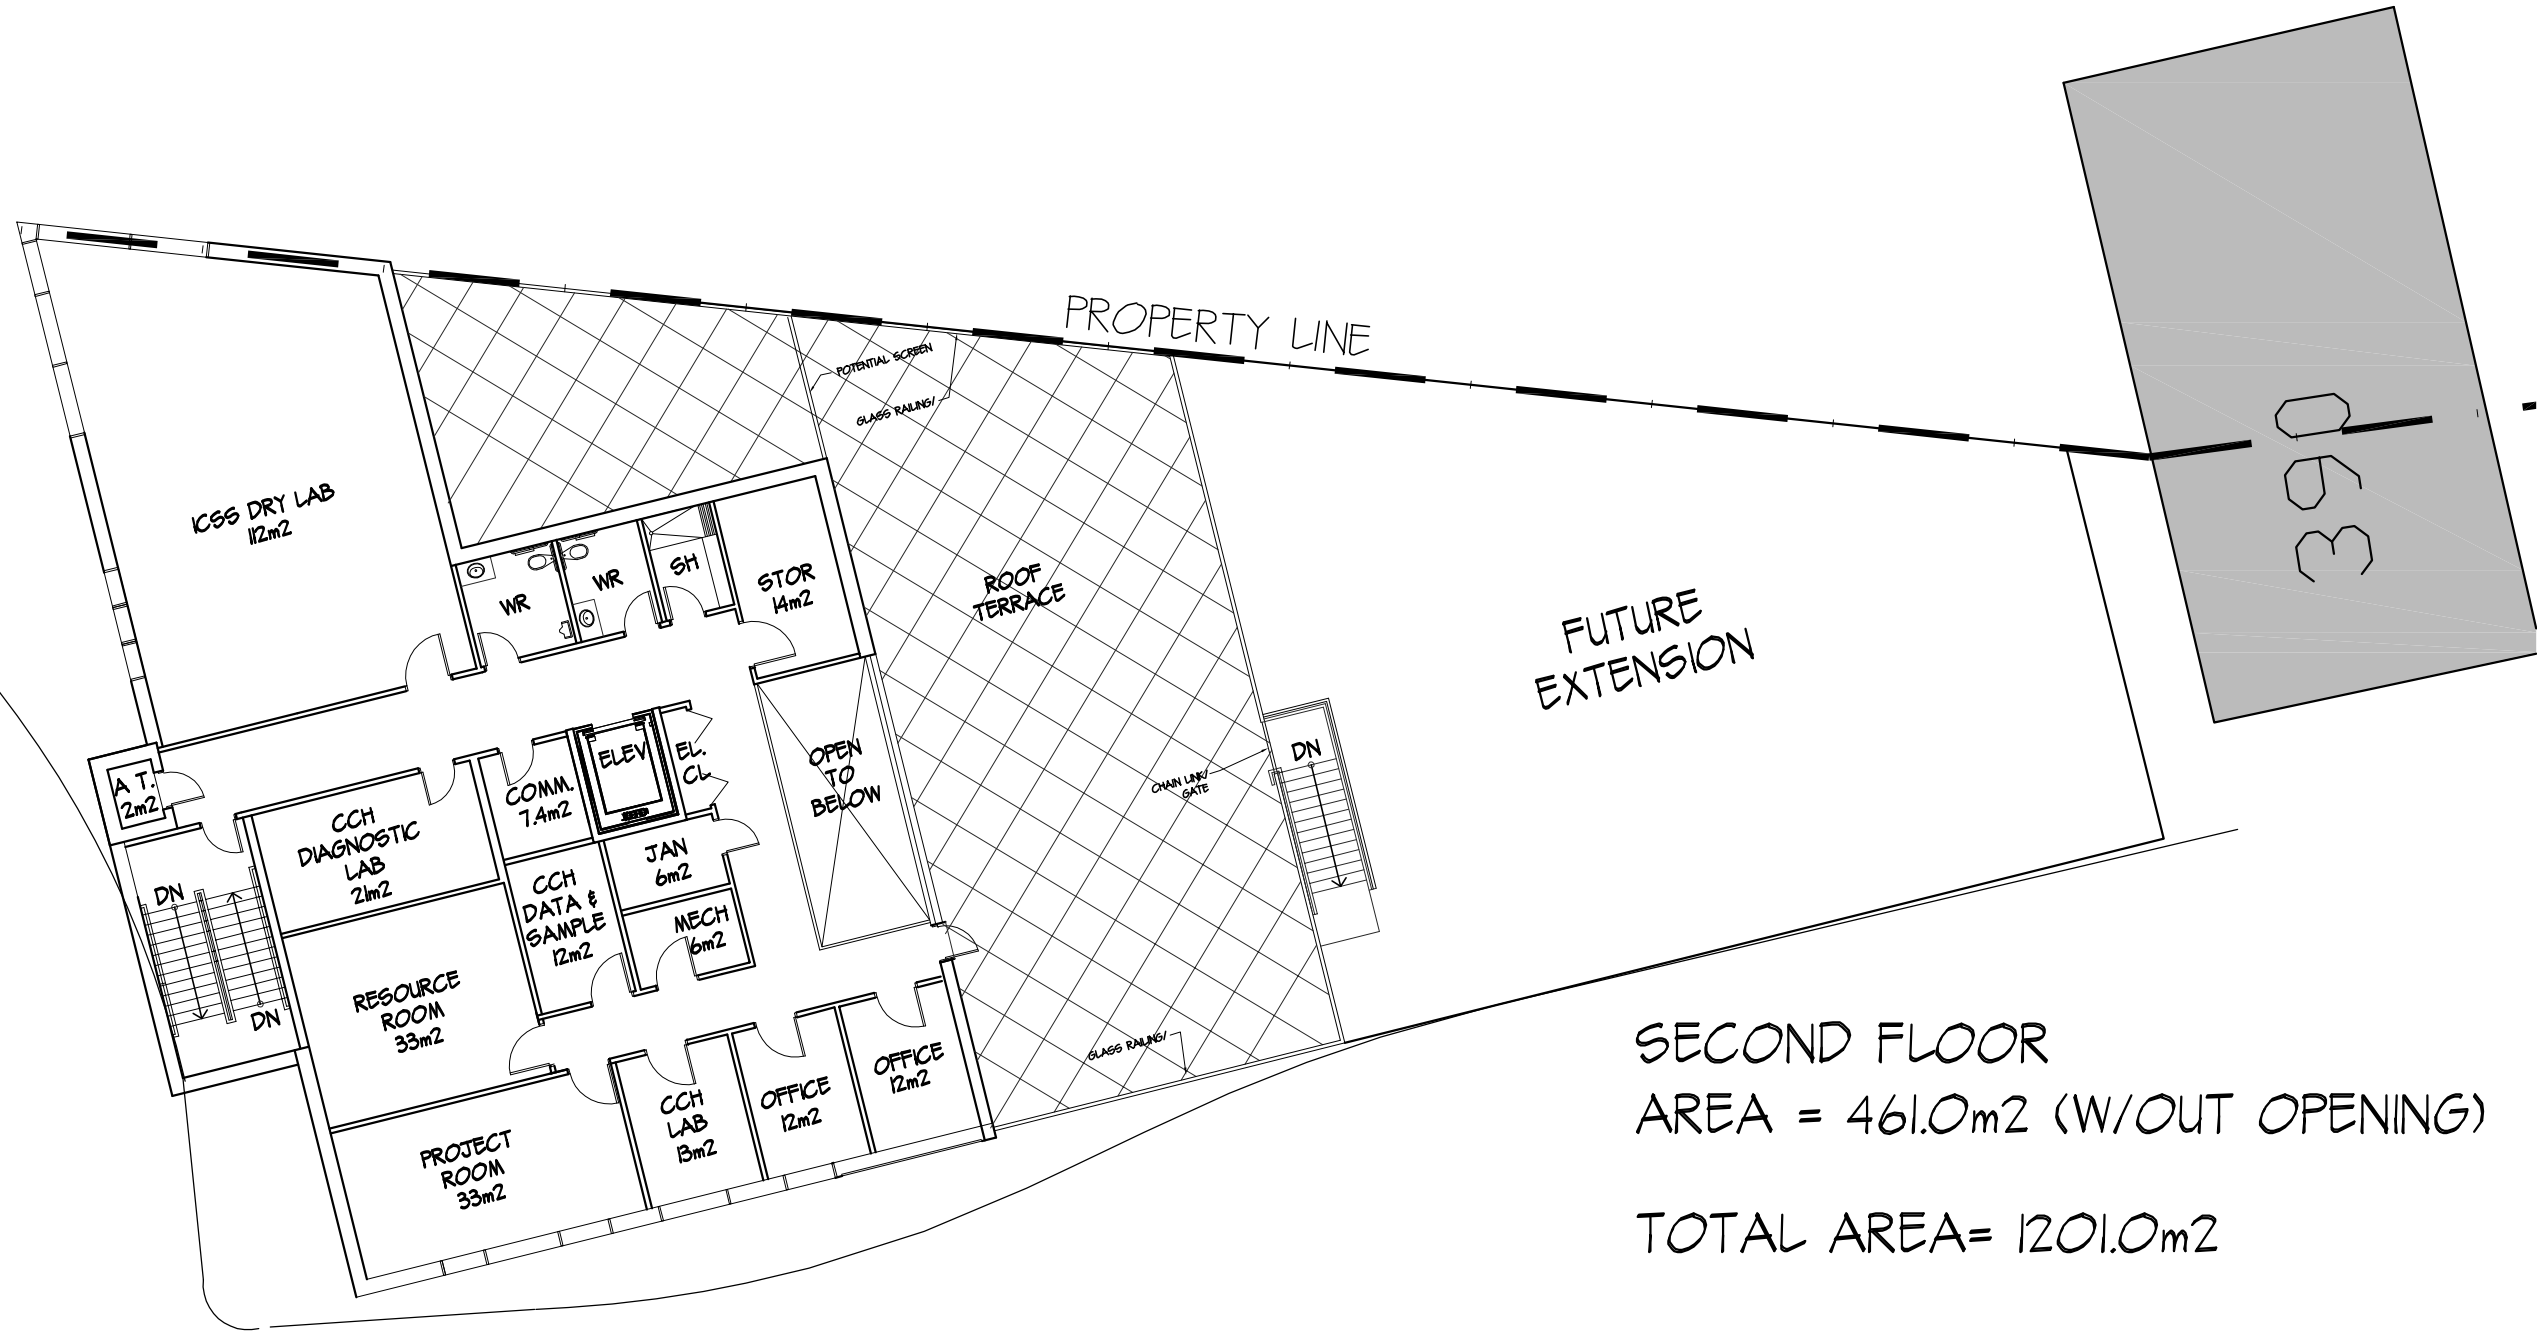 PROPERTY LINE
POTENTIAL SCREEN
GLASS RAILING/
3960
ICSS DRY LAB
112m2
WR
WR
SH
STOR
14m2
ROOF
TERRACE
FUTURE
EXTENSION
A T.
2m2
CCH
DIAGNOSTIC
LAB
21m2
COMM.
7.4m2
ELEV
EL.
CL
OPEN
TO
BELOW
CHAIN LINK/
GATE
DN
JAN
6m2
CCH
DATA &
SAMPLE
12m2
MECH
6m2
DN
DN
RESOURCE
ROOM
33m2
PROJECT
ROOM
33m2
CCH
LAB
13m2
OFFICE
12m2
OFFICE
12m2
GLASS RAILING/
SECOND FLOOR
AREA = 461.0m2 (W/OUT OPENING)
TOTAL AREA= 1201.0m2